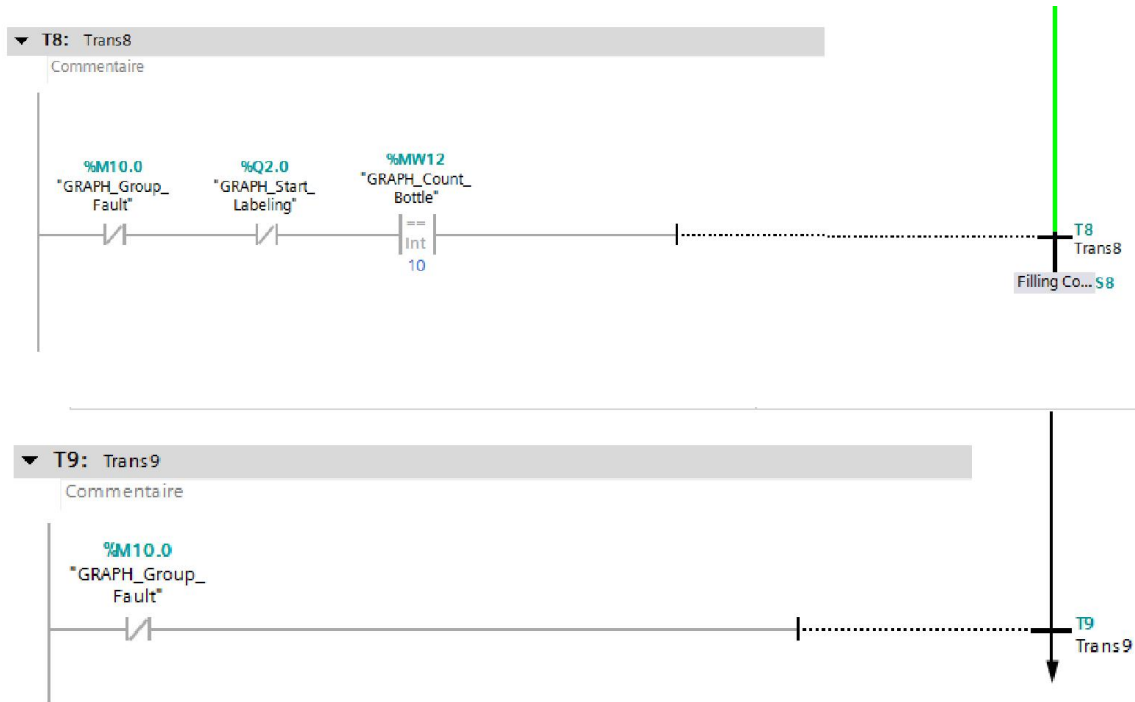 T8: Trans8
Commentaire
%M10.0
"GRAPH_Group_
Fault"
%Q2.0
"GRAPH_Start_
Labeling"
%MW12
"GRAPH_Count_
Bottle"
==
Int
10
T8
Trans8
Filling Co... S8
T9: Trans9
Commentaire
%M10.0
"GRAPH_Group_
Fault"
T9
Trans9